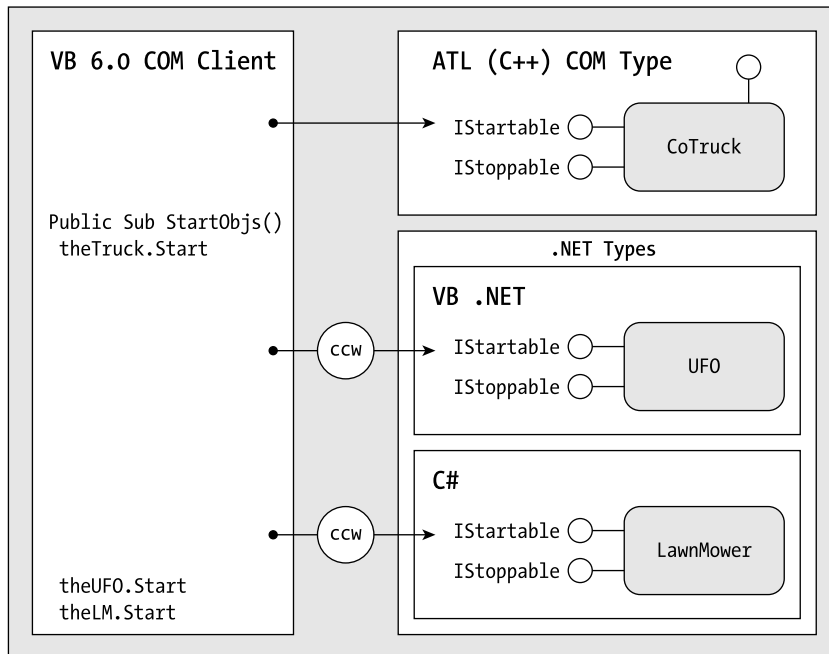 VB 6.0 COM Client
Public Sub StartObjs()
theTruck.Start
theUFO.Start
theLM.Start
ATL (C++) COM Type
IStartable
IStoppable
CoTruck
.NET Types
VB .NET
CCW
IStartable
IStoppable
UFO
C#
CCW
IStartable
IStoppable
LawnMower